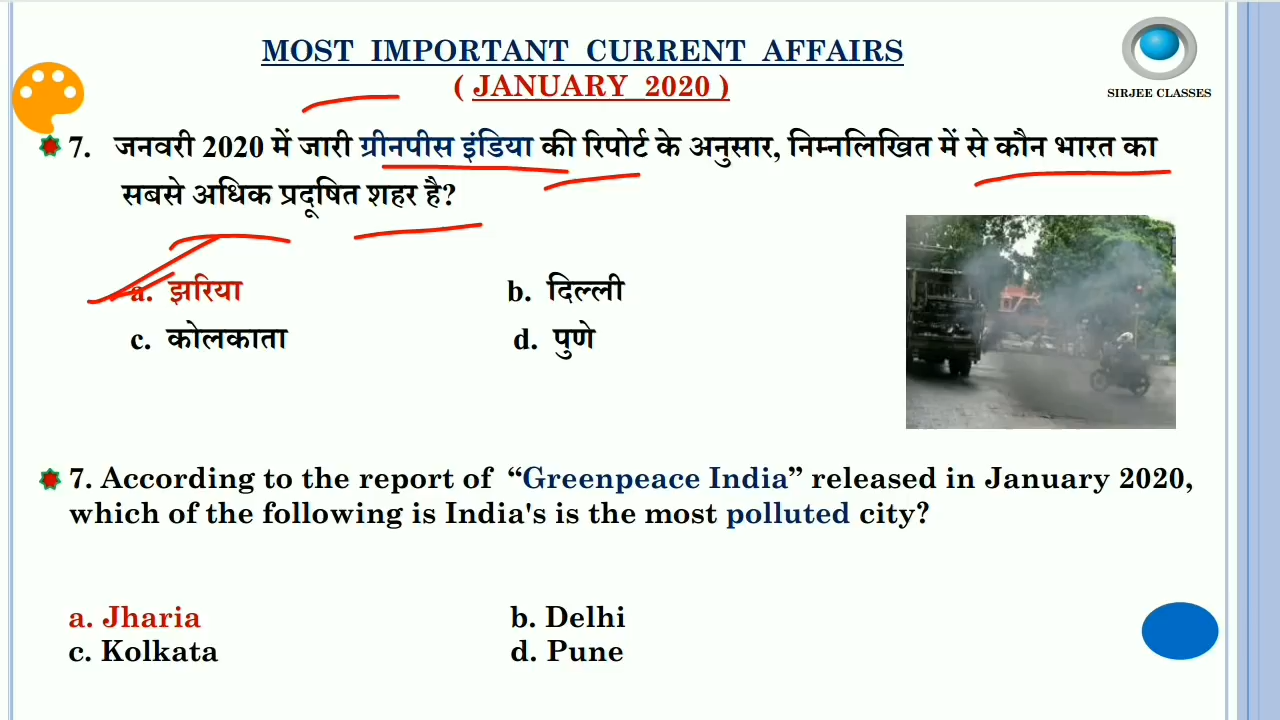 MOST IMPORTANT CURRENT AFFAIRS
( JANUARY 2020 )
SIRJEE CLASSES
7. जनवरी 2020 में जारी ग्रीनपीस इंडिया की रिपोर्ट के अनुसार, निम्नलिखित में से कौन भारत का
सबसे अधिक प्रदूषित शहर है?
a. झरिया b. दिल्ली
c. कोलकाता d. पुणे
7. According to the report of “Greenpeace India” released in January 2020,
which of the following is India's is the most polluted city?
a. Jharia b. Delhi
c. Kolkata d. Pune